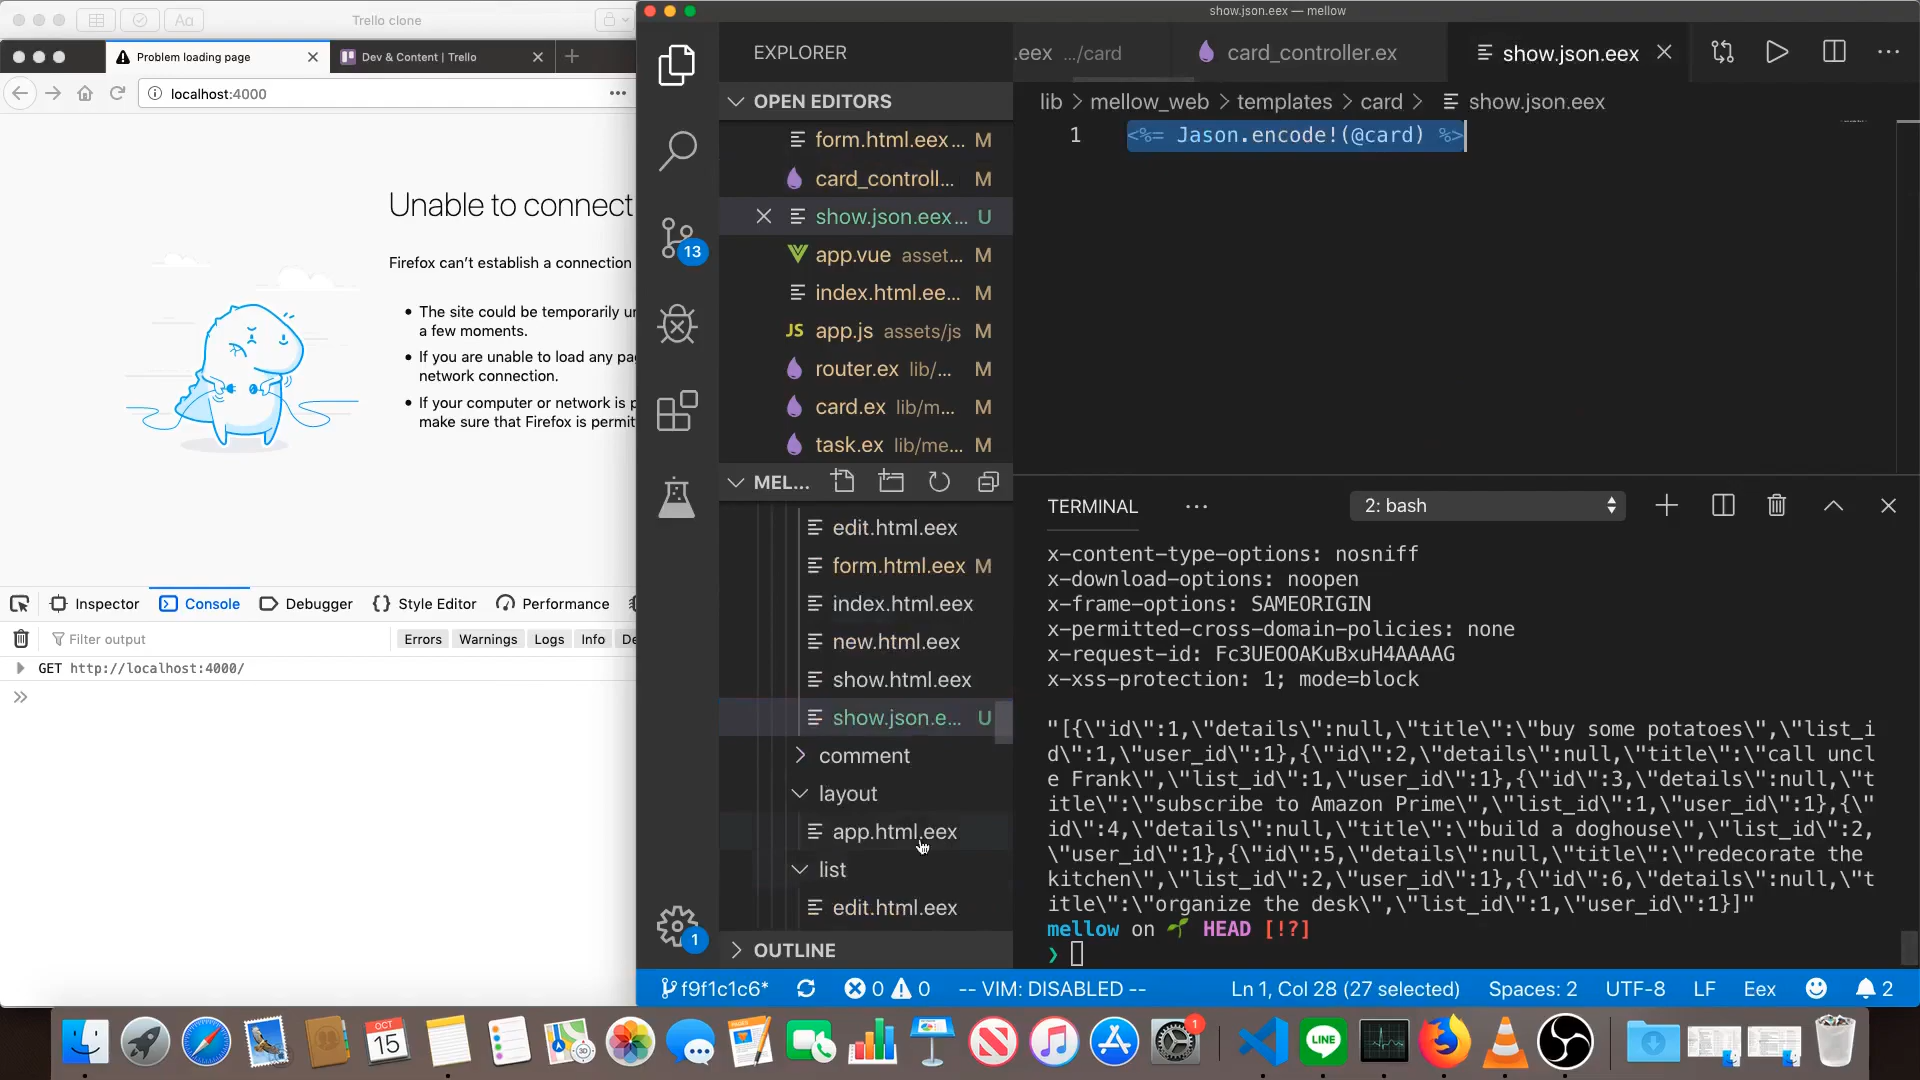 Trello clone
Problem loading page
Dev & Content | Trello
localhost:4000
Unable to connect
Firefox can't establish a connection
The site could be temporarily
a few moments.
If you are unable to load any
network connection.
If your computer or network is
make sure that Firefox is
Inspector
Console
Debugger
Style Editor
Performance
Filter output
Errors
Warnings
Logs
Info
GET http://localhost:4000/
show.json.eex — mellow
EXPLORER
.eex .../card
card_controller.ex
show.json.eex
OPEN EDITORS
form.html.eex... M
card_controll... M
show.json.eex... U
app.vue asset... M
index.html.ee... M
app.js assets/js M
router.ex lib/... M
card.ex lib/m... M
task.ex lib/me... M
MEL...
edit.html.eex
form.html.eex M
index.html.eex
new.html.eex
show.html.eex
show.json.e... U
comment
layout
app.html.eex
list
edit.html.eex
OUTLINE
13
1
lib > mellow_web > templates > card > show.json.eex
1 <%= Jason.encode!(@card) %>
TERMINAL
2: bash
x-content-type-options: nosniff
x-download-options: noopen
x-frame-options: SAMEORIGIN
x-permitted-cross-domain-policies: none
x-request-id: Fc3UEOOAKuBxuH4AAAAG
x-xss-protection: 1; mode=block
"[{\"id\":1,\"details\":null,\"title\":\"buy some potatoes\",\"list_i
d\":1,\"user_id\":1},{\"id\":2,\"details\":null,\"title\":\"call uncl
e Frank\",\"list_id\":1,\"user_id\":1},{\"id\":3,\"details\":null,\"t
itle\":\"subscribe to Amazon Prime\",\"list_id\":1,\"user_id\":1},{\"
id\":4,\"details\":null,\"title\":\"build a doghouse\",\"list_id\":2,
\"user_id\":1},{\"id\":5,\"details\":null,\"title\":\"redecorate the
kitchen\",\"list_id\":2,\"user_id\":1},{\"id\":6,\"details\":null,\"t
itle\":\"organize the desk\",\"list_id\":1,\"user_id\":1}]"
mellow on HEAD [!?]
f9f1c1c6*
0
0
-- VIM: DISABLED --
Ln 1, Col 28 (27 selected)
Spaces: 2
UTF-8
LF
Eex
2
OCT
15
LINE
1